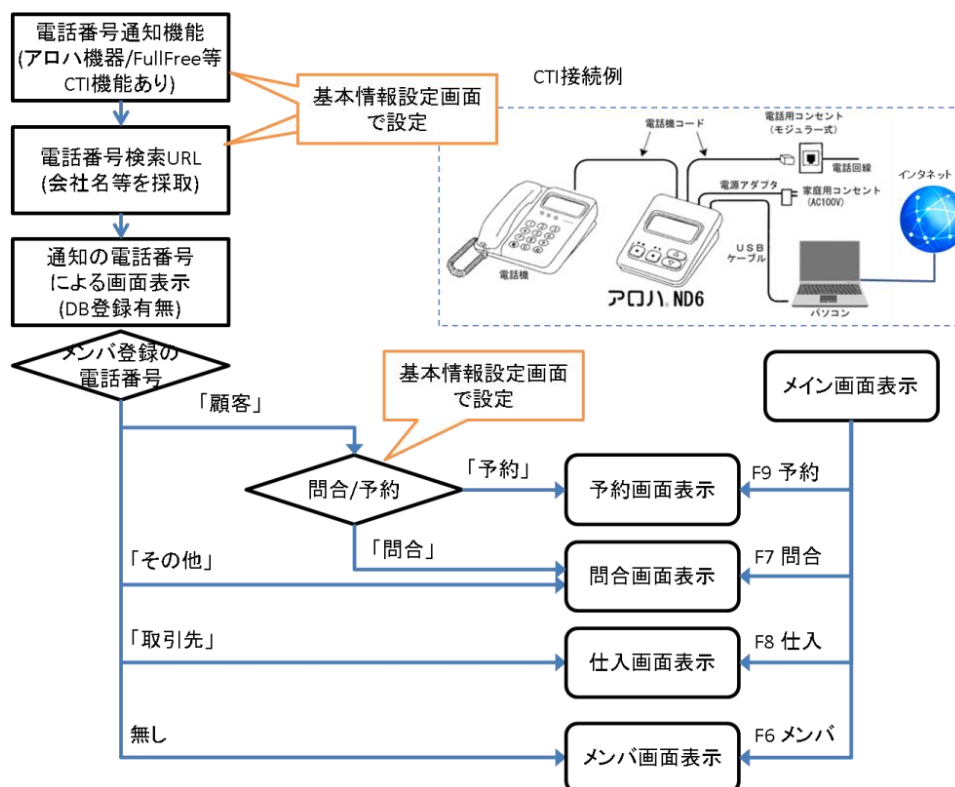 電話番号通知機能
(アロハ機器/FullFree等
CTI機能あり)
基本情報設定画面
で設定
電話番号検索URL
(会社名等を採取)
通知の電話番号
による画面表示
(DB登録有無)
メンバ登録の
電話番号
CTI接続例
電話機コード
電話用コンセント
(モジュラー式)
電話回線
電源アダプタ
家庭用コンセント
(AC100V)
インタネット
USB
ケーブル
電話機
アロハ ND6
パソコン
「顧客」
基本情報設定画面
で設定
メイン画面表示
問合/予約
「予約」
予約画面表示
F9 予約
「問合」
「その他」
問合画面表示
F7 問合
「取引先」
仕入画面表示
F8 仕入
無し
メンバ画面表示
F6 メンバ